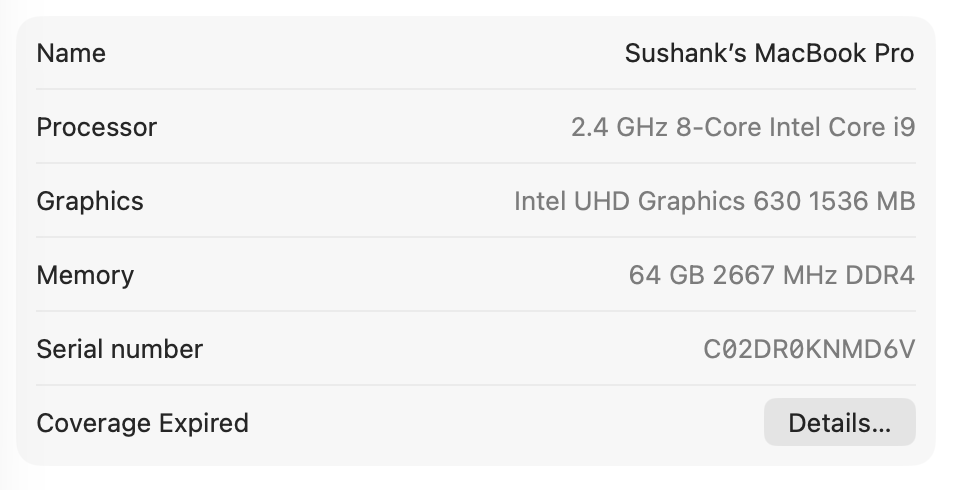 Name Sushank’s MacBook Pro
Processor 2.4 GHz 8-Core Intel Core i9
Graphics Intel UHD Graphics 630 1536 MB
Memory 64 GB 2667 MHz DDR4
Serial number C02DR0KNMD6V
Coverage Expired Details...